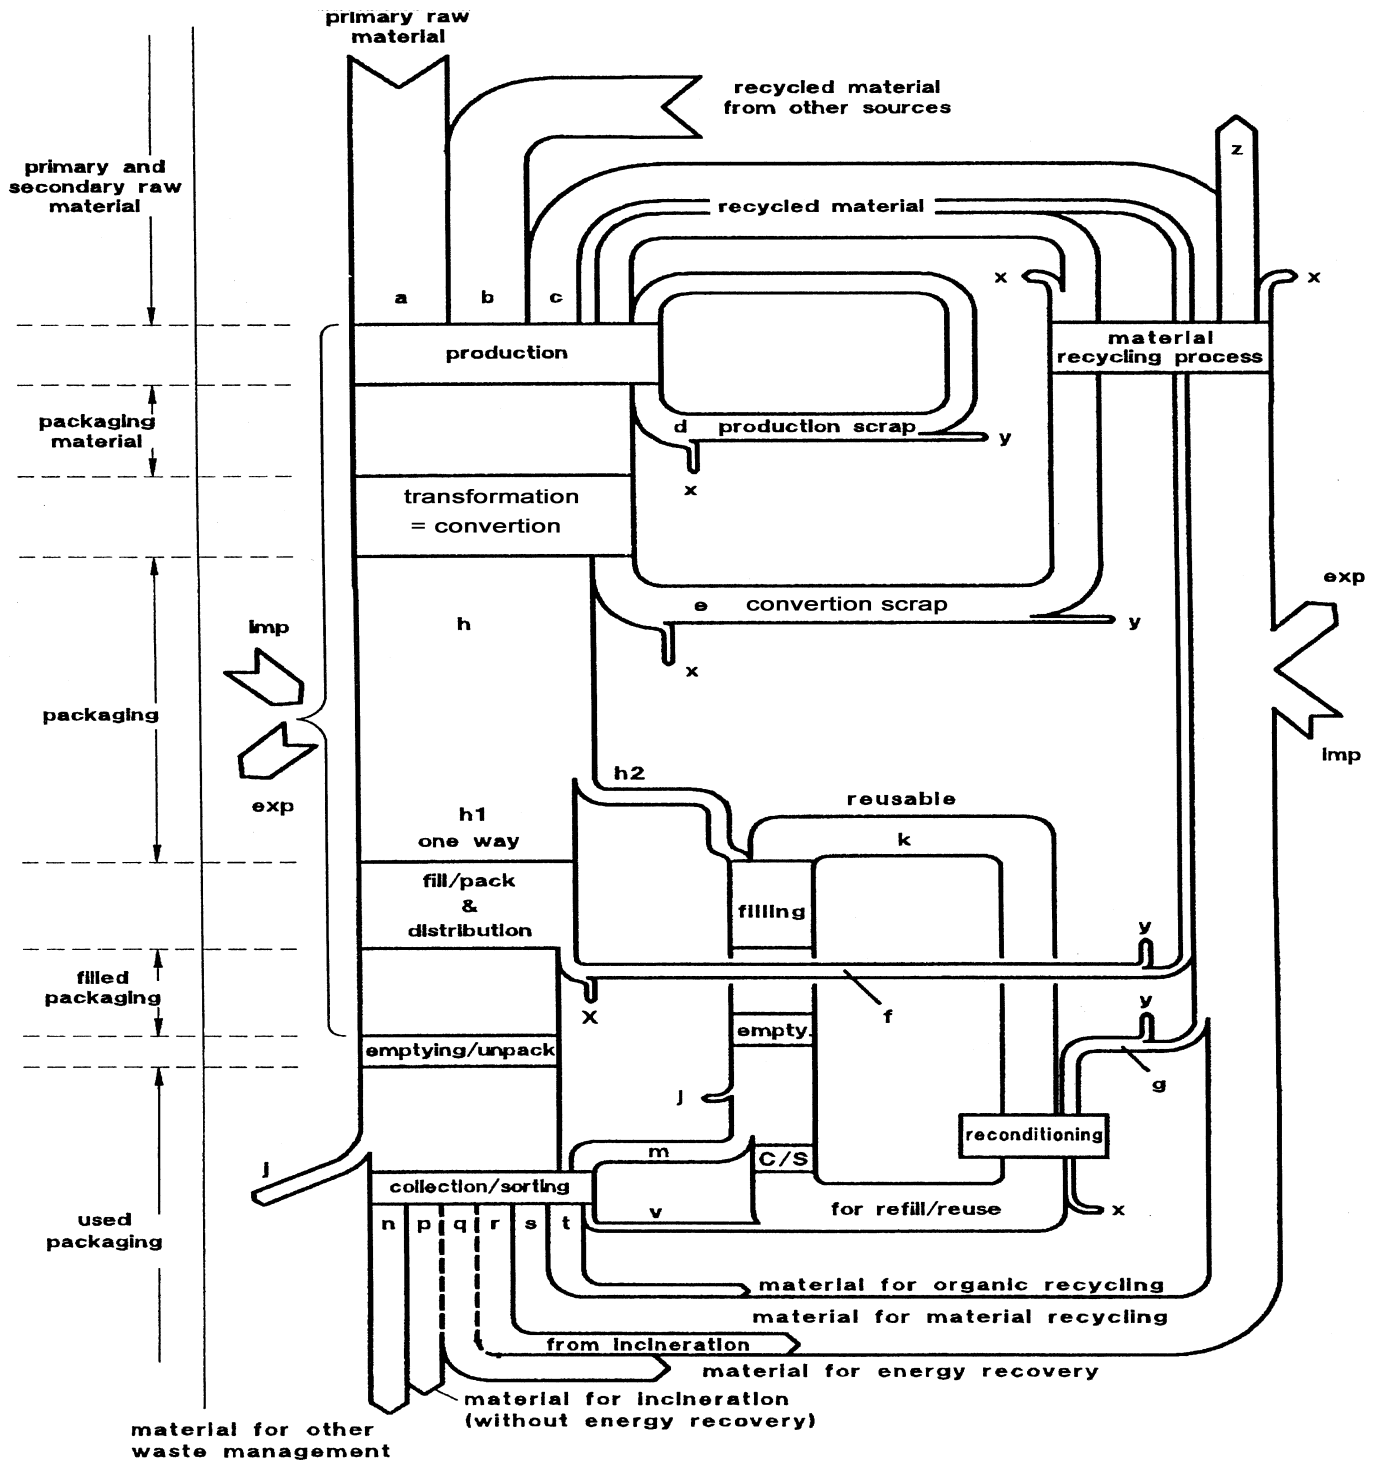 primary raw
material
recycled material
from other sources
z
primary and
secondary raw
material
recycled material
x
x
a
b
c
production
material
recycling process
packaging
material
d production scrap
y
x
transformation
= convertion
exp
e convertion scrap
y
h
imp
x
packaging
imp
exp
h2
reusable
h1
one way
k
fill/pack
&
distribution
filling
y
filled
packaging
X
f
y
empty.
emptying/unpack
g
j
reconditioning
m
C/S
j
collection/sorting
n
p
q
r
s
t
v
for refill/reuse
x
used
packaging
material for organic recycling
material for material recycling
from incineration
material for energy recovery
material for incineration
(without energy recovery)
material for other
waste management